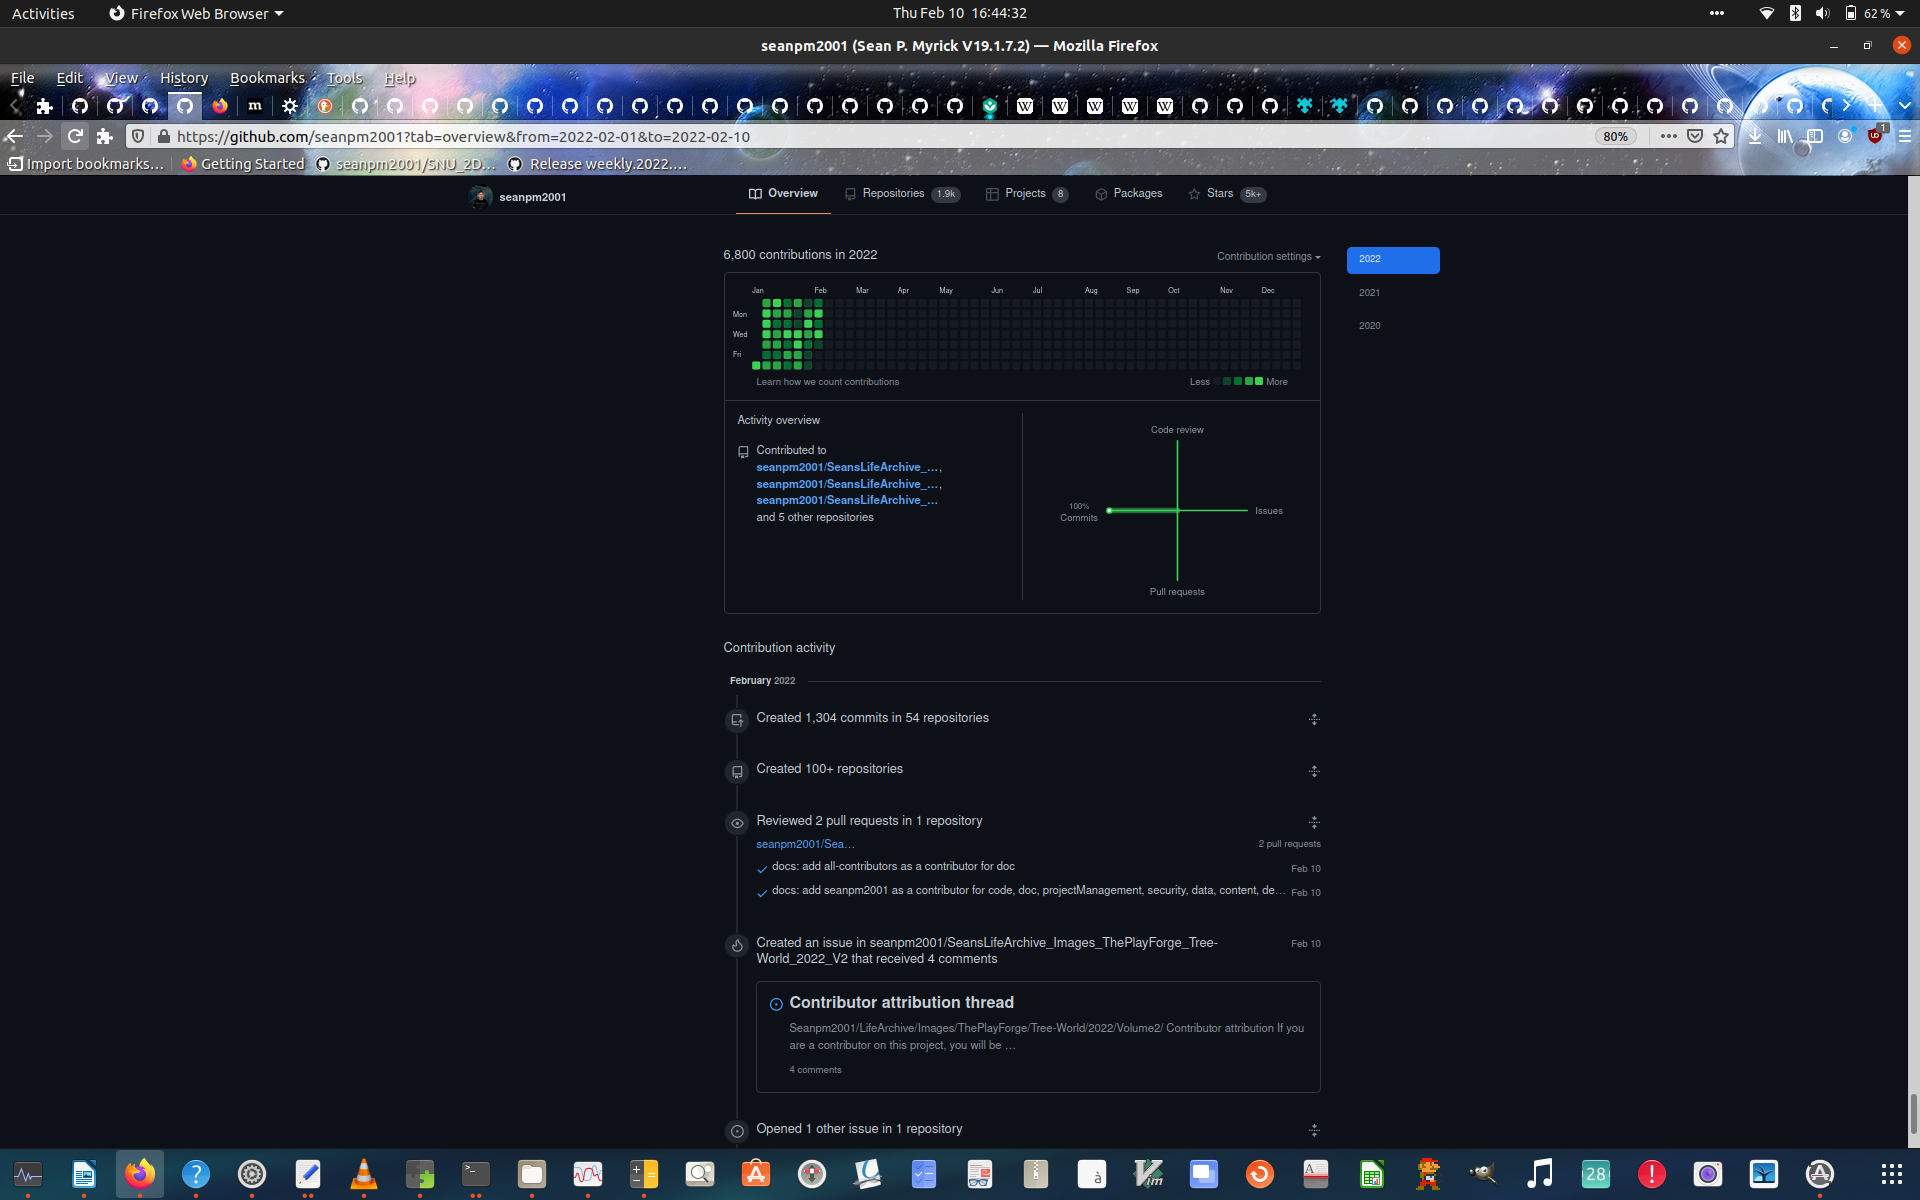 Activities
Firefox Web Browser
Thu Feb 10 16:44:32
62 %
seanpm2001 (Sean P. Myrick V19.1.7.2) — Mozilla Firefox
File Edit View History Bookmarks Tools Help
https://github.com/seanpm2001?tab=overview&from=2022-02-01&to=2022-02-10
80%
1
Import bookmarks…
Getting Started
seanpm2001/SNU_2D…
Release weekly.2022.…
seanpm2001
Overview
Repositories 1.9k
Projects 8
Packages
Stars 5k+
6,800 contributions in 2022
Contribution settings
2022
2021
2020
Jan Feb Mar Apr May Jun Jul Aug Sep Oct Nov Dec
Mon
Wed
Fri
Learn how we count contributions
Less More
Activity overview
Contributed to
seanpm2001/SeansLifeArchive_…,
seanpm2001/SeansLifeArchive_…,
seanpm2001/SeansLifeArchive_…
and 5 other repositories
Code review
100%
Commits
Issues
Pull requests
Contribution activity
February 2022
Created 1,304 commits in 54 repositories
Created 100+ repositories
Reviewed 2 pull requests in 1 repository
seanpm2001/Sea…
2 pull requests
docs: add all-contributors as a contributor for doc
Feb 10
docs: add seanpm2001 as a contributor for code, doc, projectManagement, security, data, content, de…
Feb 10
Created an issue in seanpm2001/SeansLifeArchive_Images_ThePlayForge_Tree-
World_2022_V2 that received 4 comments
Feb 10
Contributor attribution thread
Seanpm2001/LifeArchive/Images/ThePlayForge/Tree-World/2022/Volume2/ Contributor attribution If you
are a contributor on this project, you will be …
4 comments
Opened 1 other issue in 1 repository
28